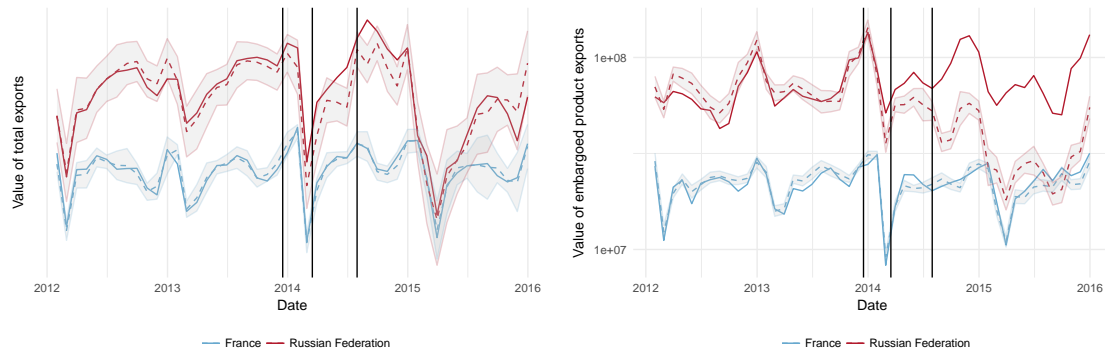 Value of total exports
2012 2013 2014 2015 2016
Date
France Russian Federation
Value of embargoed product exports
1e+08
1e+07
2012 2013 2014 2015 2016
Date
France Russian Federation